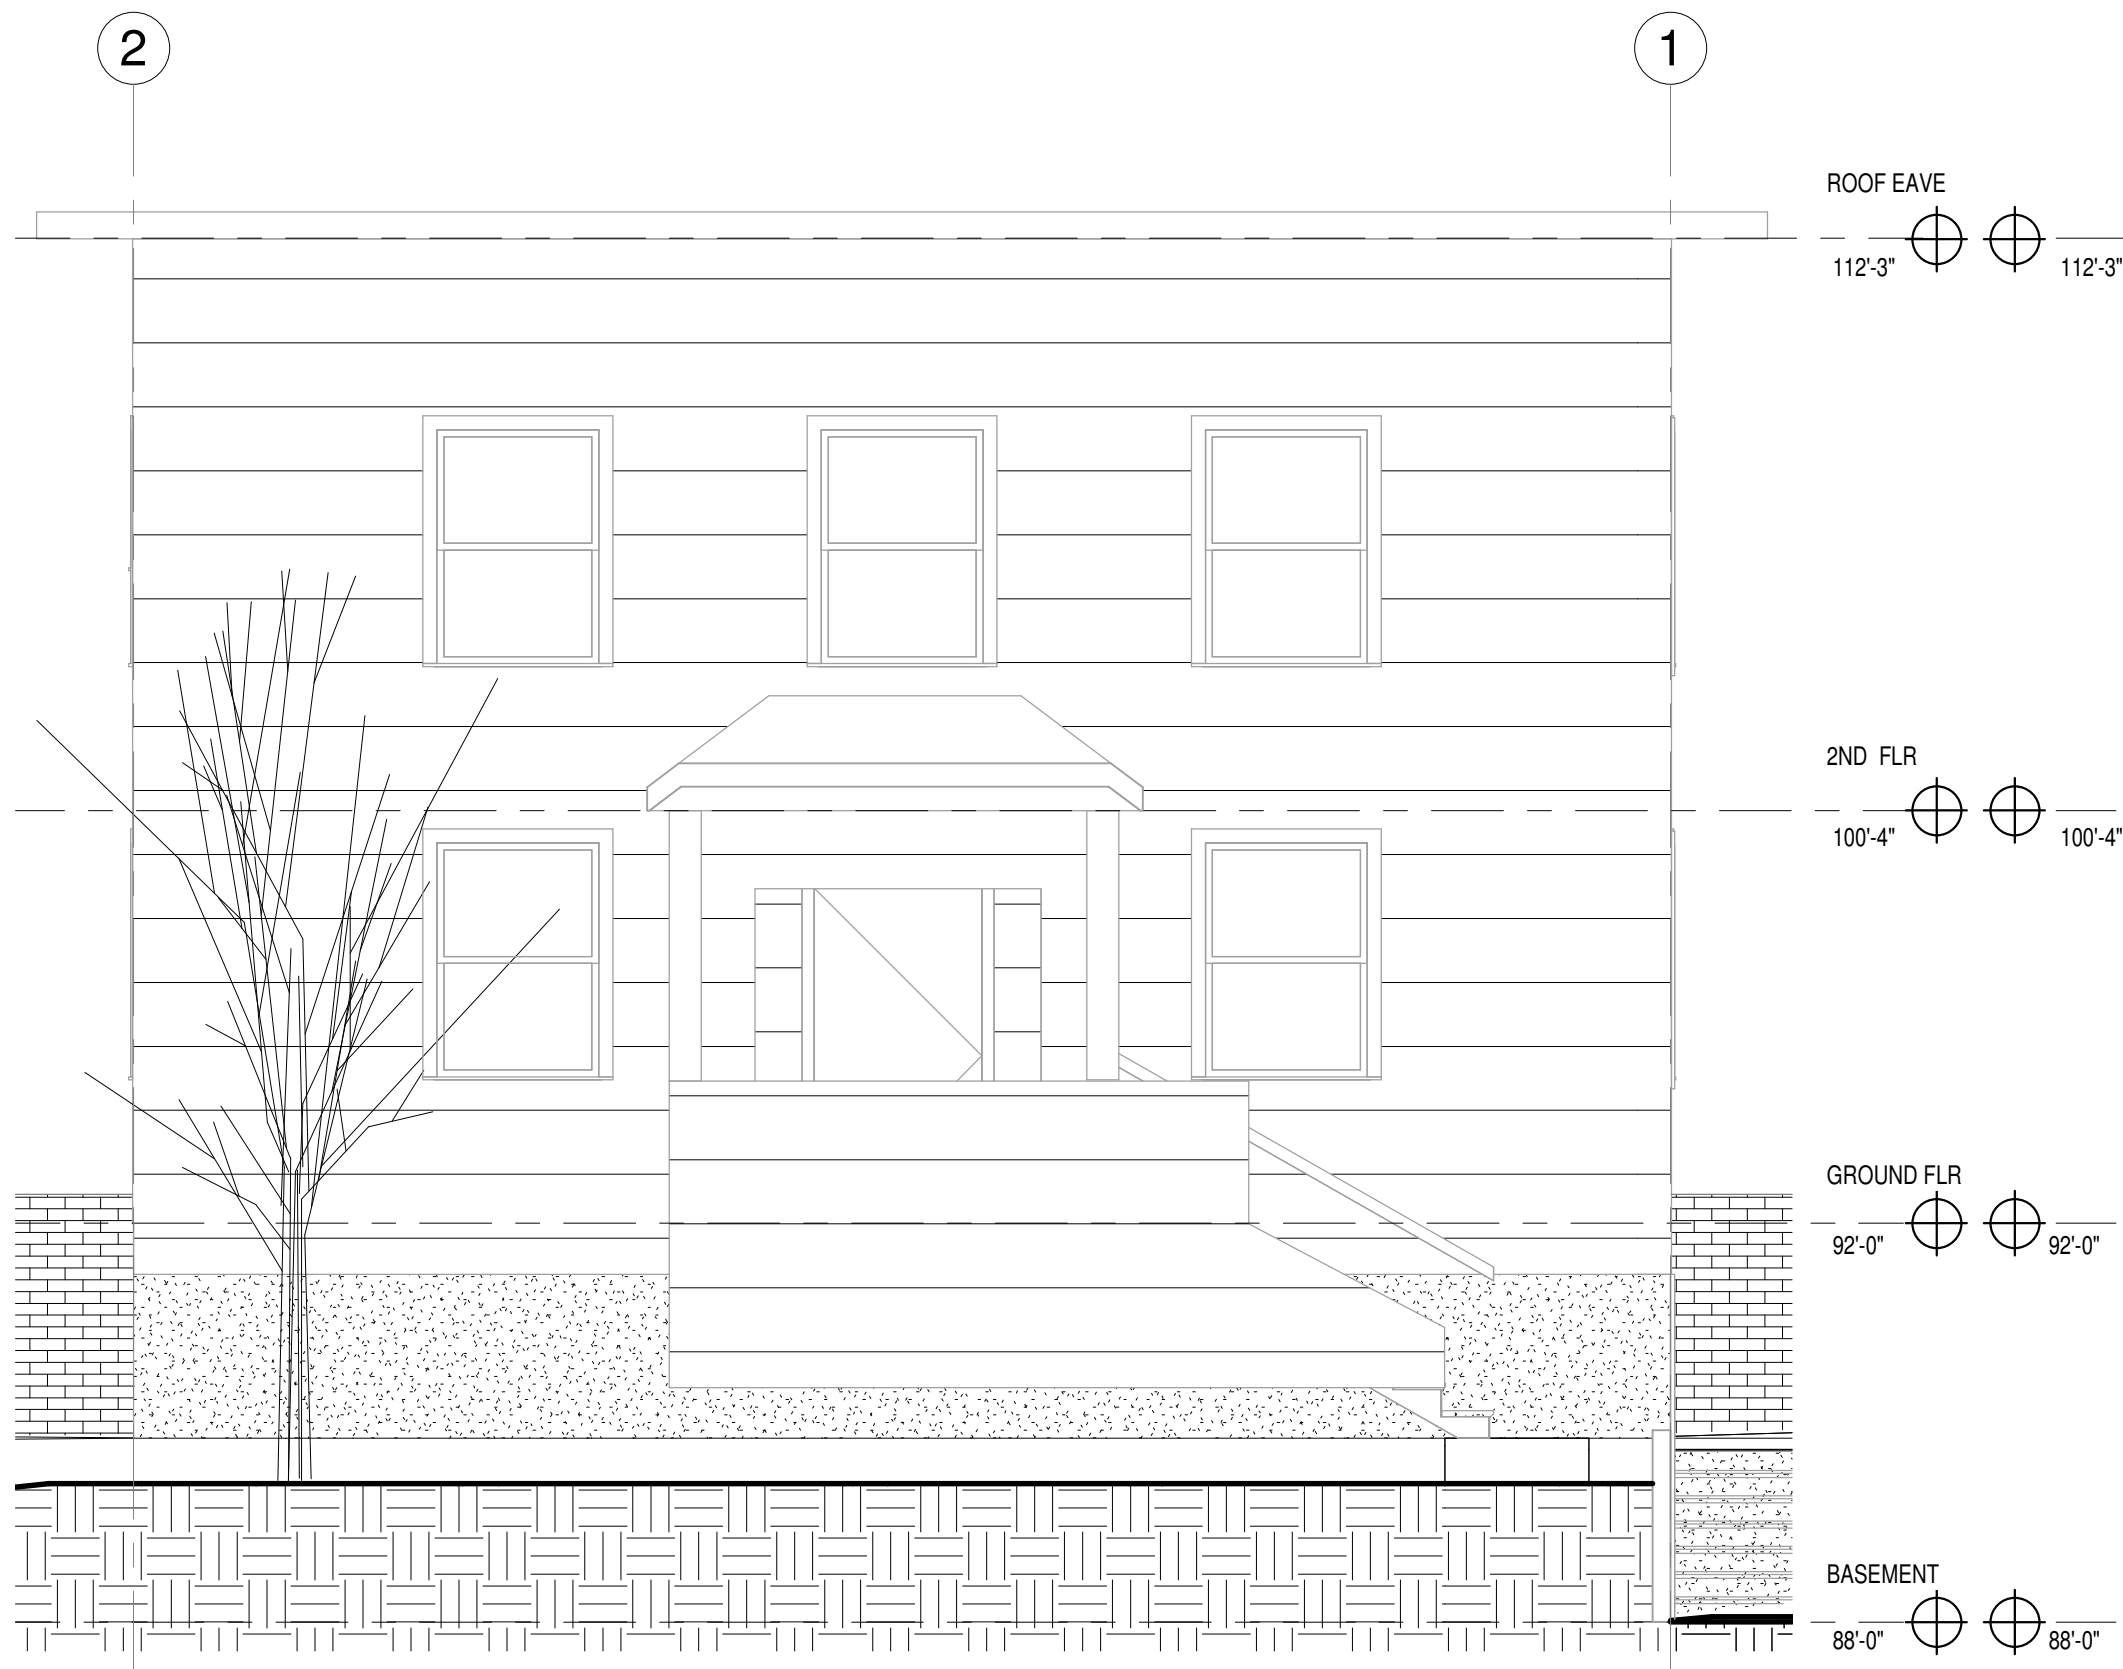 2
1
ROOF EAVE
112'-3" 112'-3"
2ND FLR
100'-4" 100'-4"
GROUND FLR
92'-0" 92'-0"
BASEMENT
88'-0" 88'-0"